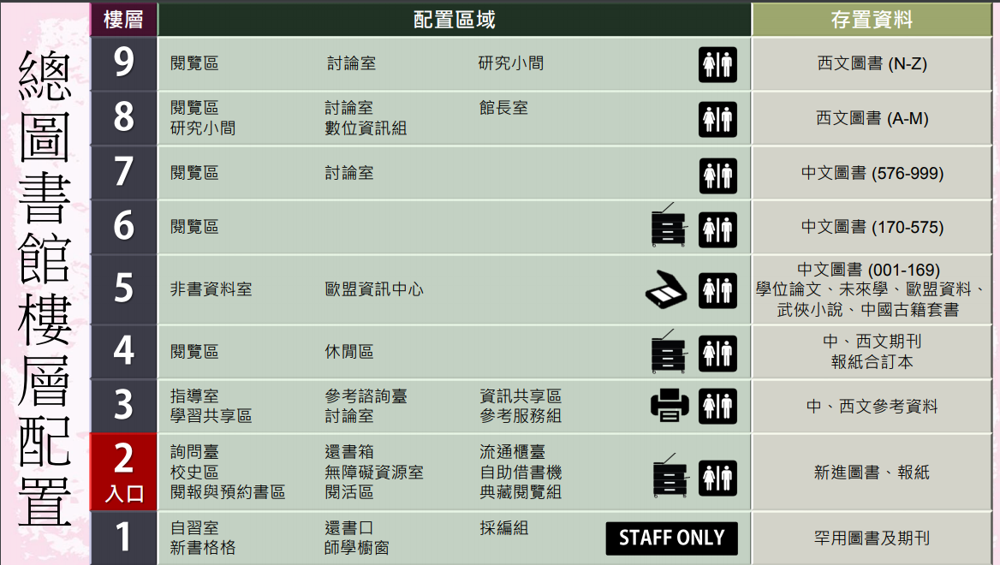 總圖書館樓層配置
樓層 配置區域 存置資料
9 閱覽區 討論室 研究小間 西文圖書 (N-Z)
8 閱覽區 討論室 館長室 西文圖書 (A-M)
研究小間 數位資訊組
7 閱覽區 討論室 中文圖書 (576-999)
6 閱覽區 中文圖書 (170-575)
5 非書資料室 歐盟資訊中心 中文圖書 (001-169)
學位論文、未來學、歐盟資料、
武俠小說、中國古籍套書
4 閱覽區 休閒區 中、西文期刊
報紙合訂本
3 指導室 參考諮詢臺 資訊共享區 中、西文參考資料
學習共享區 討論室 參考服務組
2 詢問臺 還書箱 流通櫃臺 新進圖書、報紙
校史區 無障礙資源室 自助借書機
入口 閱報與預約書區 閱活區 典藏閱覽組
1 自習室 還書口 採編組 STAFF ONLY 罕用圖書及期刊
新書格格 師學櫥窗